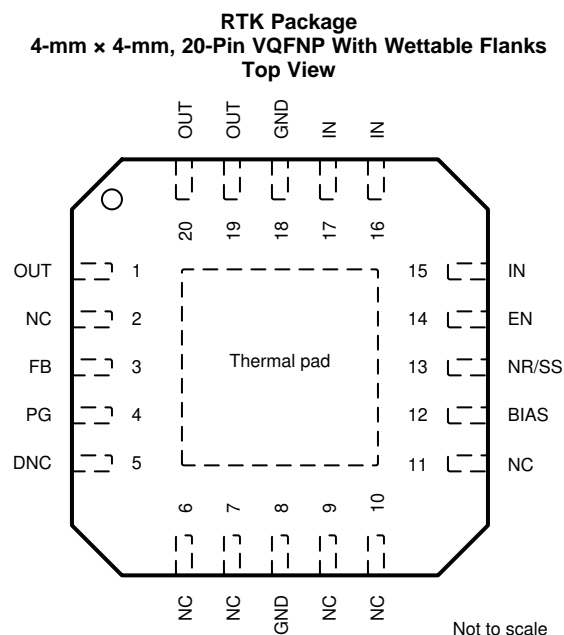 RTK Package
4-mm × 4-mm, 20-Pin VQFNP With Wettable Flanks
Top View
OUT
OUT
GND
IN
IN
20
19
18
17
16
OUT 1
15 IN
NC 2
14 EN
FB 3
Thermal pad
13 NR/SS
PG 4
12 BIAS
DNC 5
11 NC
6
7
8
9
10
NC
NC
GND
NC
NC
Not to scale